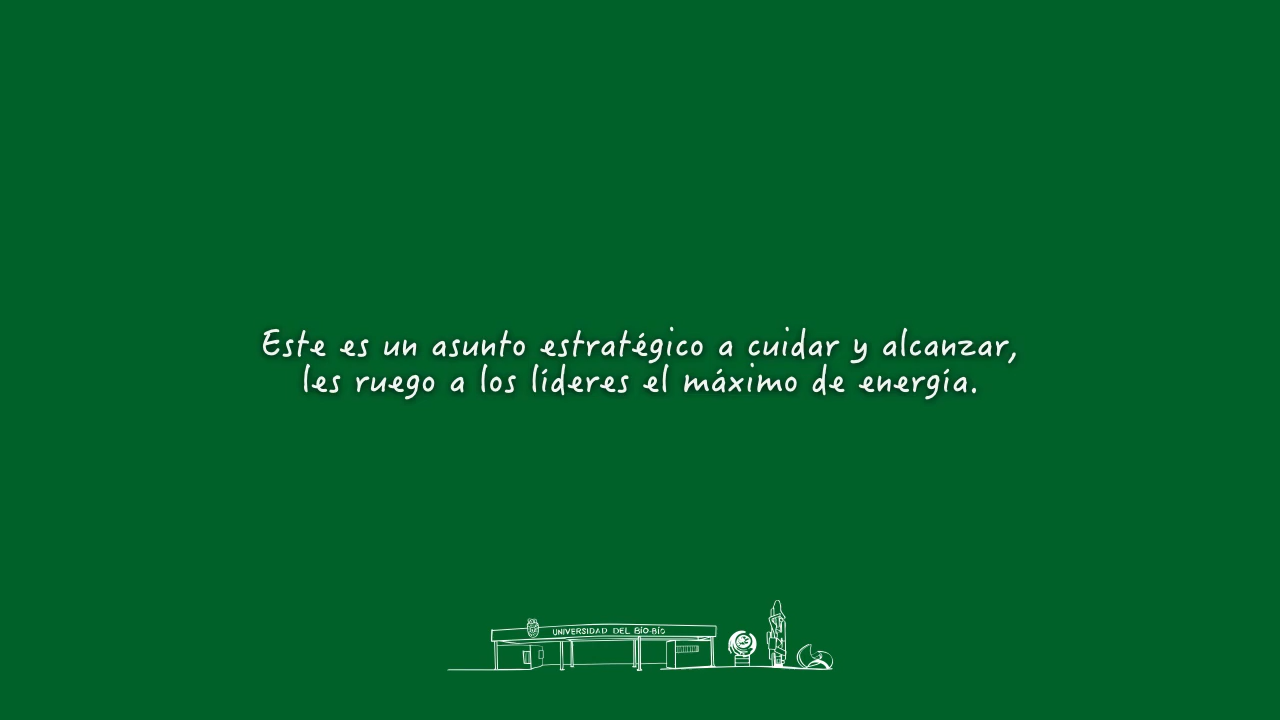 Este es un asunto estratégico a cuidar y alcanzar,
les ruego a los líderes el máximo de energía.
UNIVERSIDAD DEL BÍO-BÍO